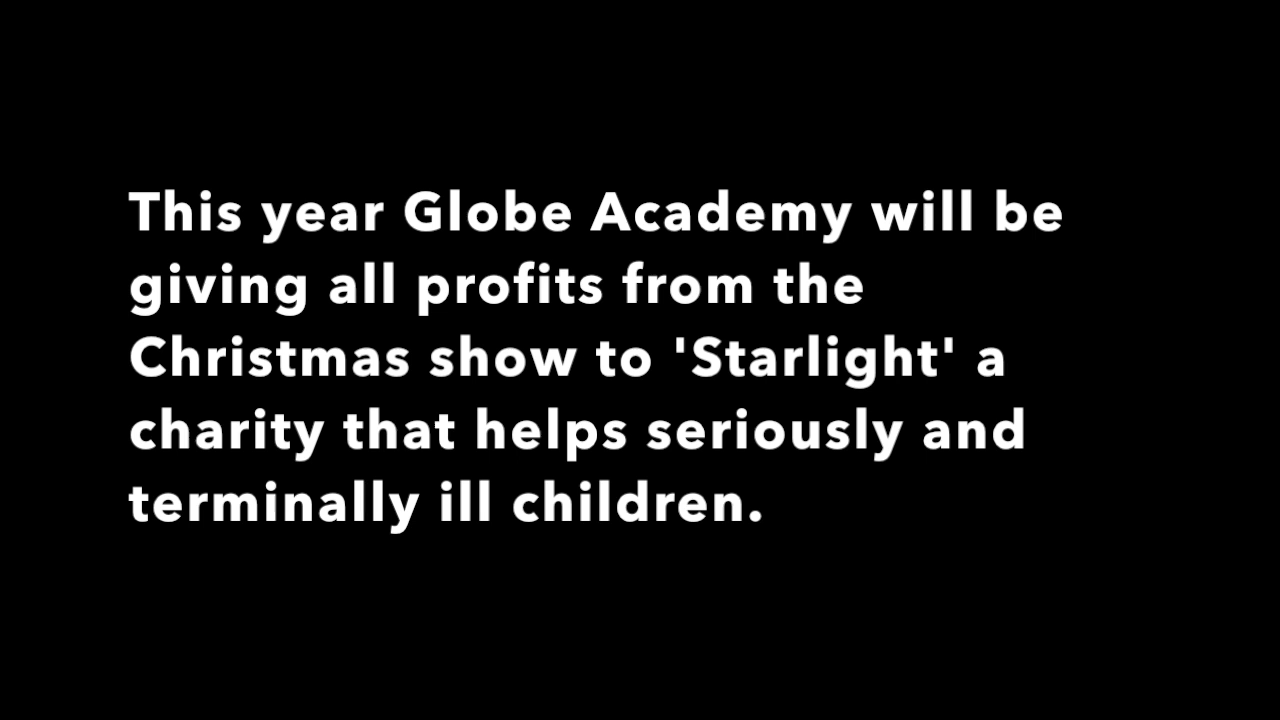 This year Globe Academy will be
giving all profits from the
Christmas show to 'Starlight' a
charity that helps seriously and
terminally ill children.